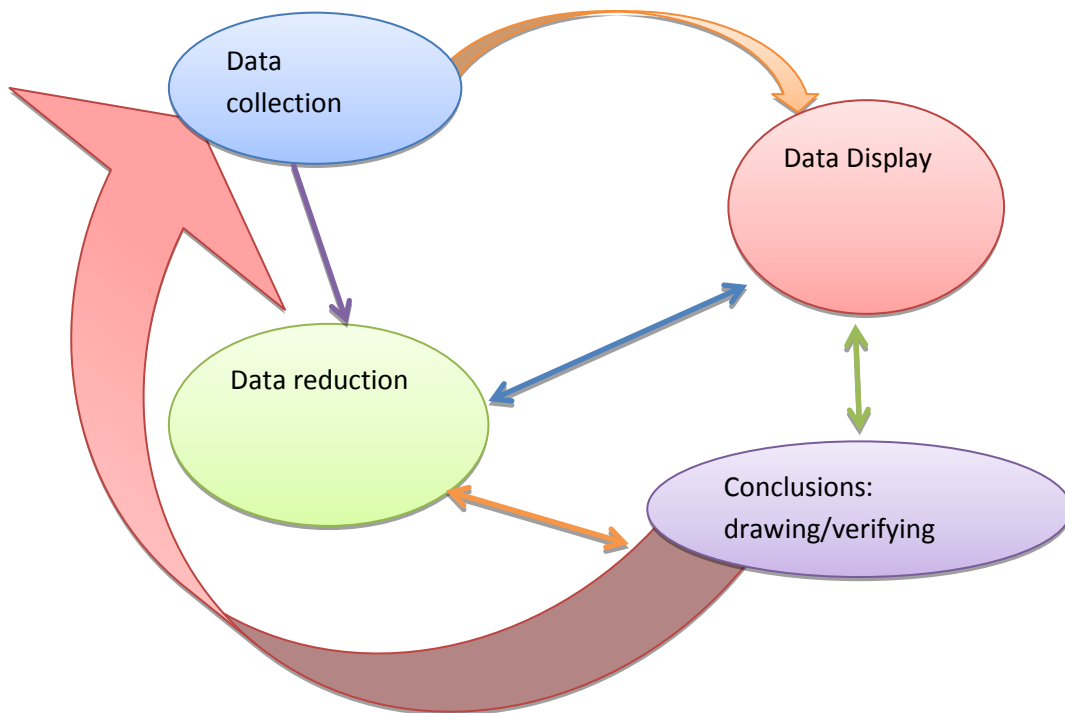 Data
collection
Data Display
Data reduction
Conclusions:
drawing/verifying